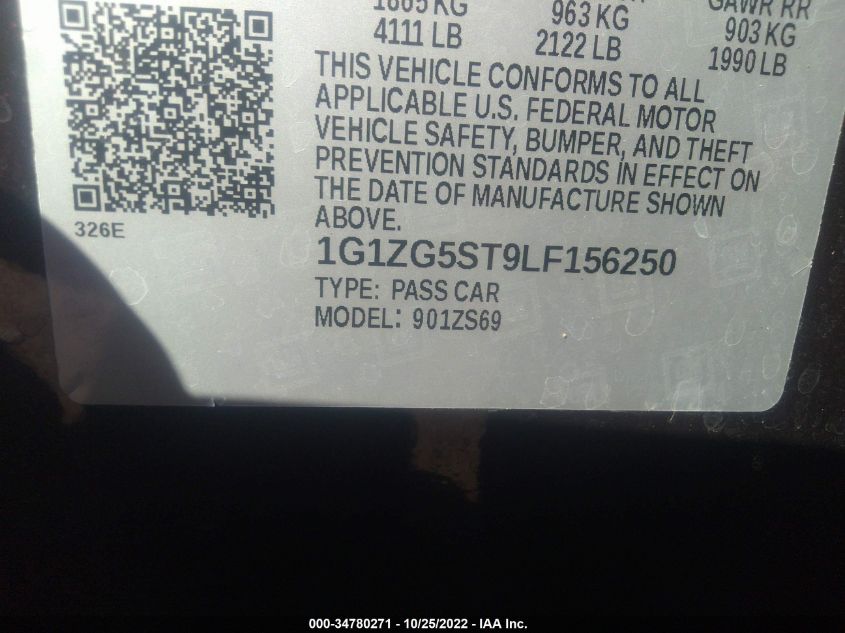 1865 KG 963 KG GAWR RR
4111 LB 2122 LB 903 KG
1990 LB
THIS VEHICLE CONFORMS TO ALL
APPLICABLE U.S. FEDERAL MOTOR
VEHICLE SAFETY, BUMPER, AND THEFT
PREVENTION STANDARDS IN EFFECT ON
THE DATE OF MANUFACTURE SHOWN
ABOVE.
326E
1G1ZG5ST9LF156250
TYPE: PASS CAR
MODEL: 901ZS69
000-34780271 - 10/25/2022 - IAA Inc.